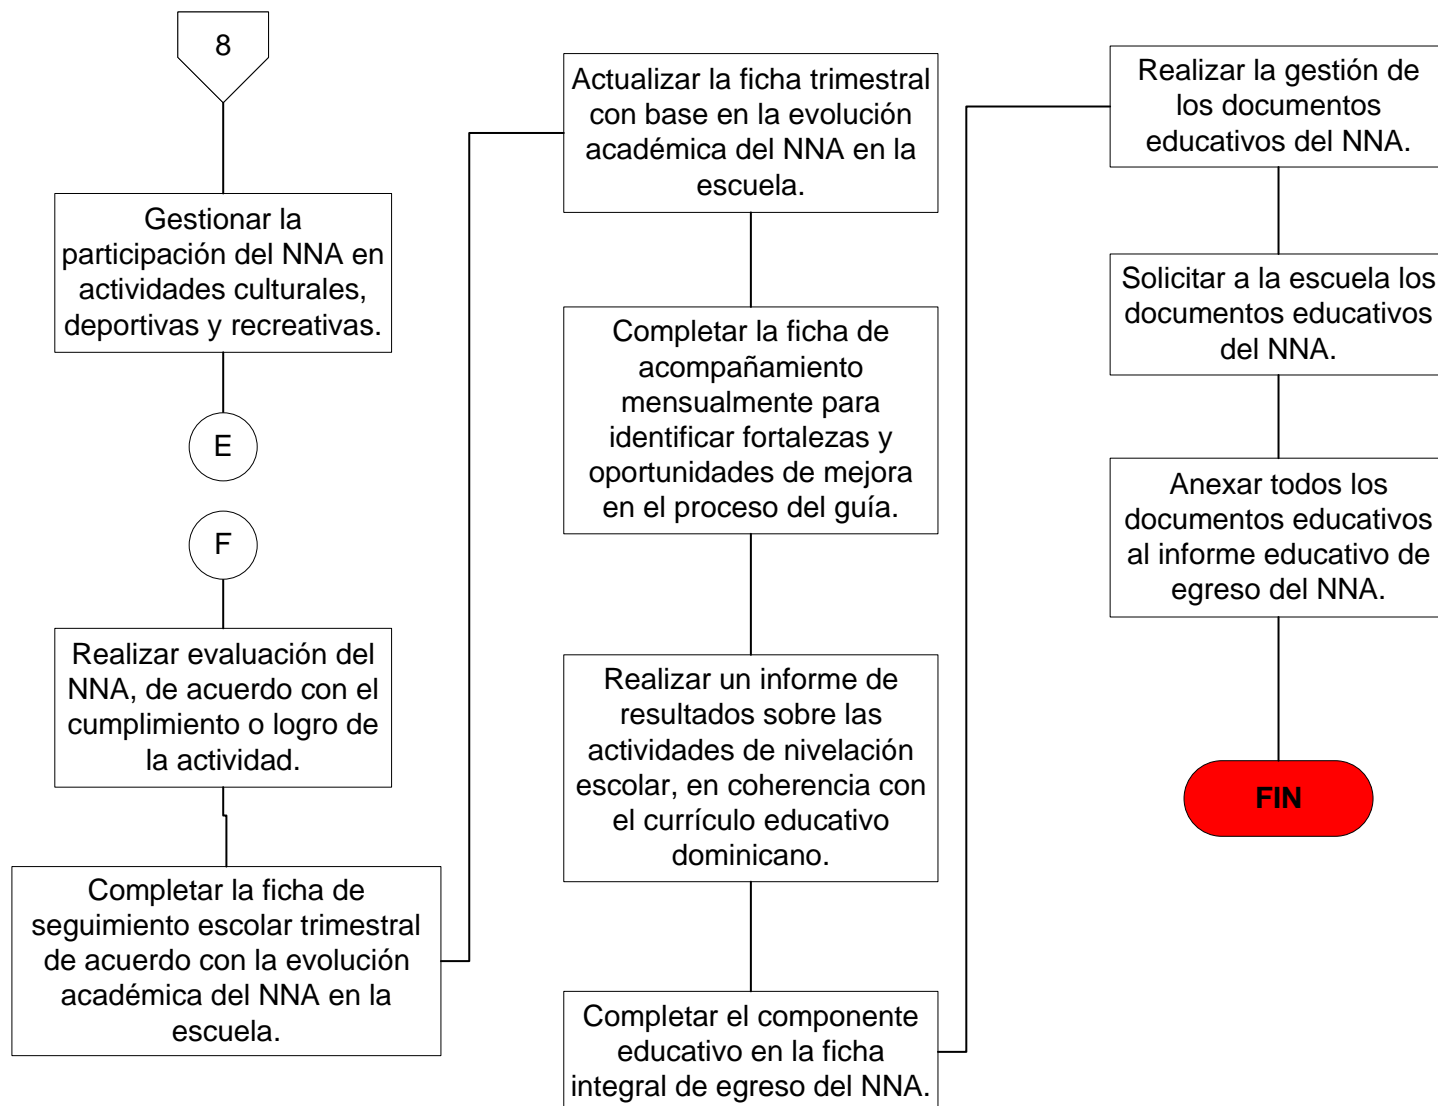 8
Gestionar la
participación del NNA en
actividades culturales,
deportivas y recreativas.
E
F
Realizar evaluación del
NNA, de acuerdo con el
cumplimiento o logro de
la actividad.
Completar la ficha de
seguimiento escolar trimestral
de acuerdo con la evolución
académica del NNA en la
escuela.
Actualizar la ficha trimestral
con base en la evolución
académica del NNA en la
escuela.
Completar la ficha de
acompañamiento
mensualmente para
identificar fortalezas y
oportunidades de mejora
en el proceso del guía.
Realizar un informe de
resultados sobre las
actividades de nivelación
escolar, en coherencia con
el currículo educativo
dominicano.
Completar el componente
educativo en la ficha
integral de egreso del NNA.
Realizar la gestión de
los documentos
educativos del NNA.
Solicitar a la escuela los
documentos educativos
del NNA.
Anexar todos los
documentos educativos
al informe educativo de
egreso del NNA.
FIN